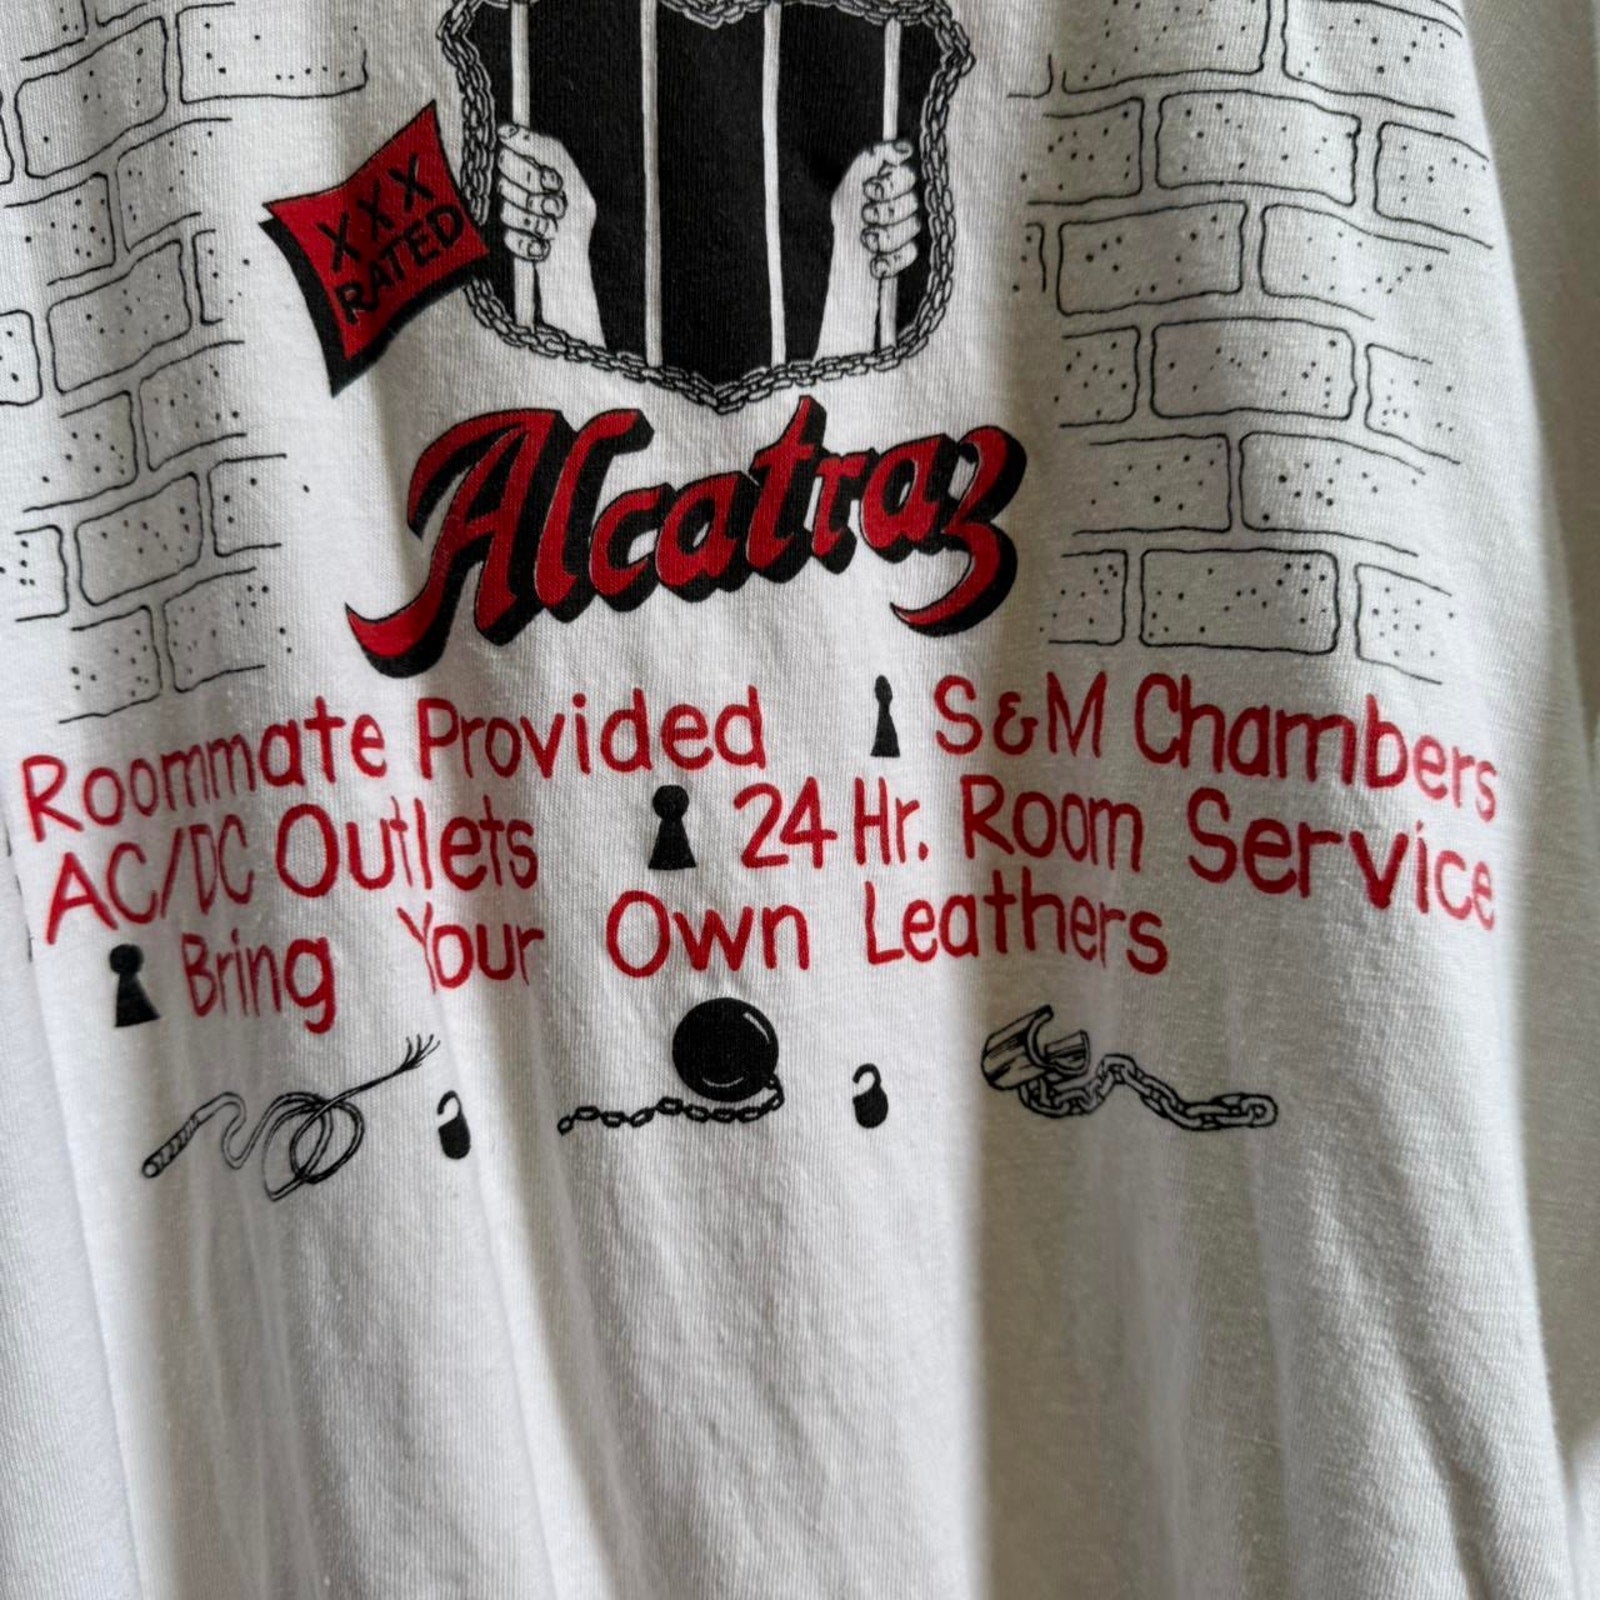 XXX
RATED
Alcatraz
Roommate Provided S&M Chambers
AC/DC Outlets 24 Hr. Room Service
Bring Your Own Leathers